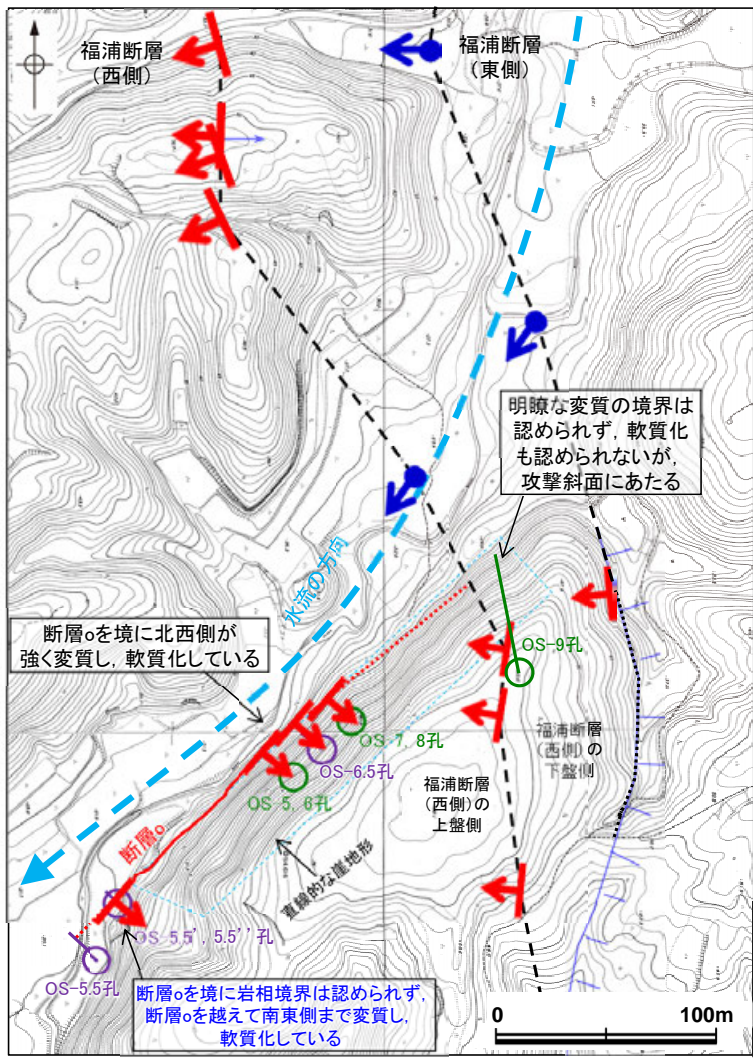 福浦断層
(西側)
福浦断層
(東側)
明瞭な変質の境界は
認められず，軟質化
も認められないが，
攻撃斜面にあたる
水流の方向
断層oを境に北西側が
強く変質し，軟質化している
OS-9孔
OS-7, 8孔
OS-6.5孔
OS-5, 6孔
福浦断層
(西側)の
下盤側
福浦断層
(西側)の
上盤側
断層o
直線的な崖地形
OS-5.5', 5.5''孔
OS-5.5孔
断層oを境に岩相境界は認められず，
断層oを越えて南東側まで変質し，
軟質化している
0 100m